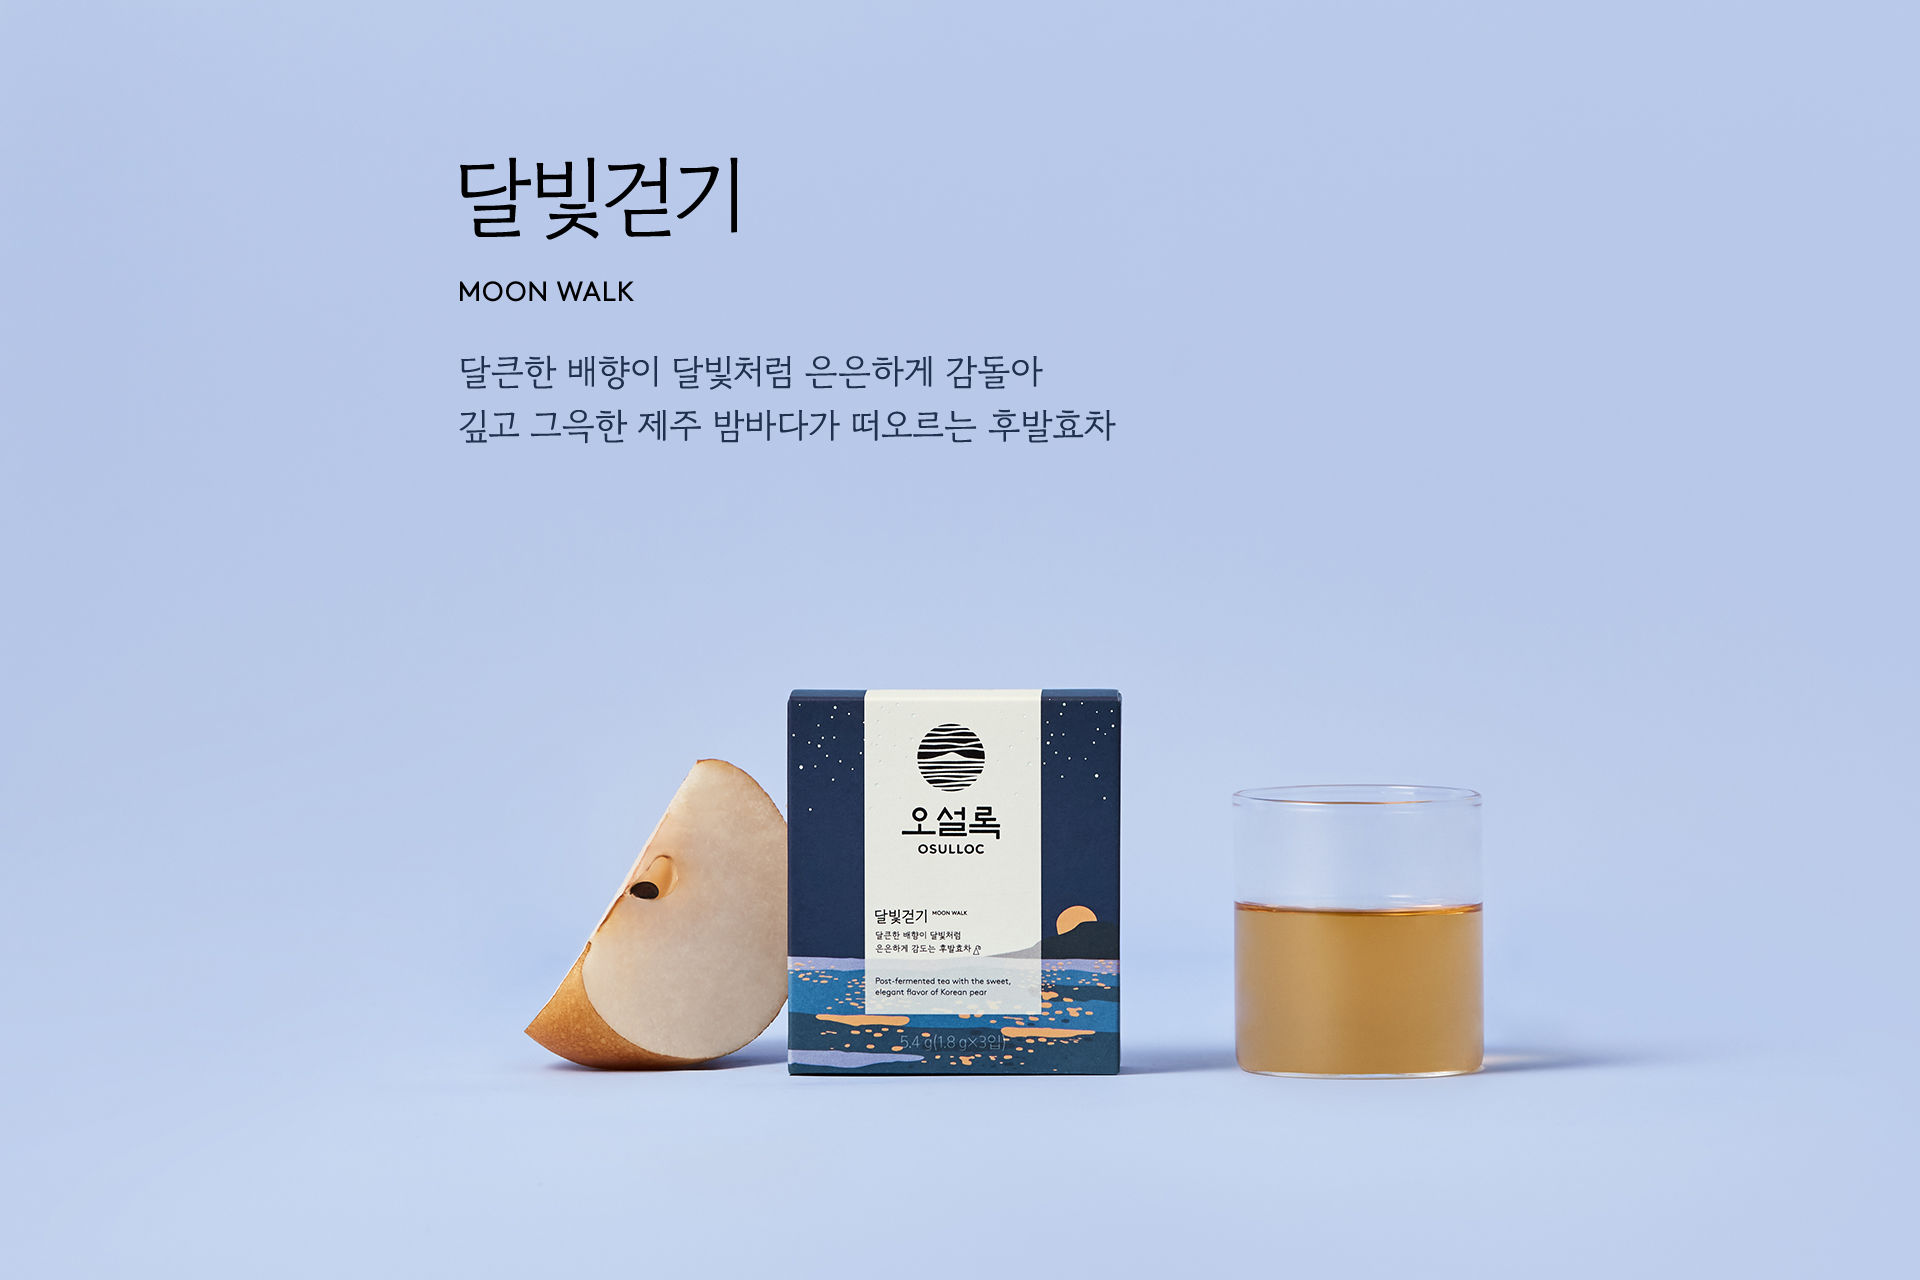 달빛걷기
MOON WALK
달큰한 배향이 달빛처럼 은은하게 감돌아
깊고 그윽한 제주 밤바다가 떠오르는 후발효차
오설록
OSULLOC
달빛걷기 MOON WALK
달큰한 배향이 달빛처럼
은은하게 감도는 후발효차
Post-fermented tea with the sweet,
elegant flavor of Korean pear
5.4 g(1.8 g×3입)